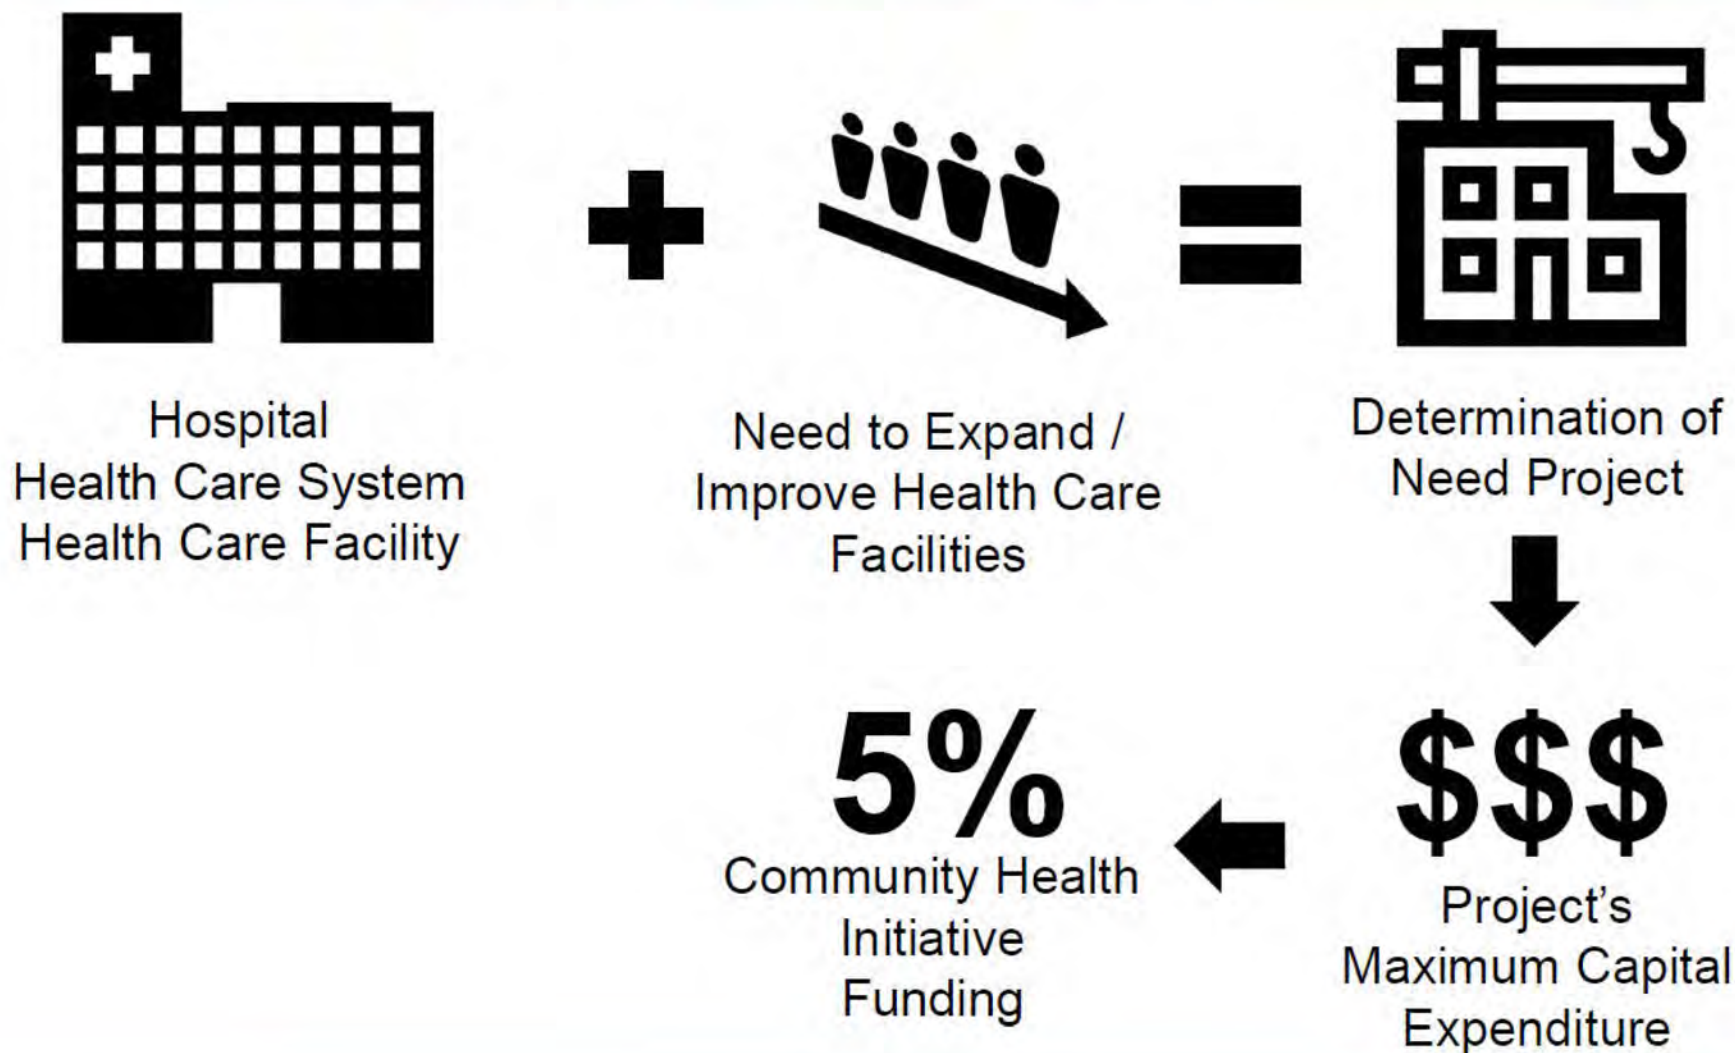 Hospital
Health Care System
Health Care Facility
Need to Expand /
Improve Health Care
Facilities
Determination of
Need Project
$$$
Project's
Maximum Capital
Expenditure
5%
Community Health
Initiative
Funding